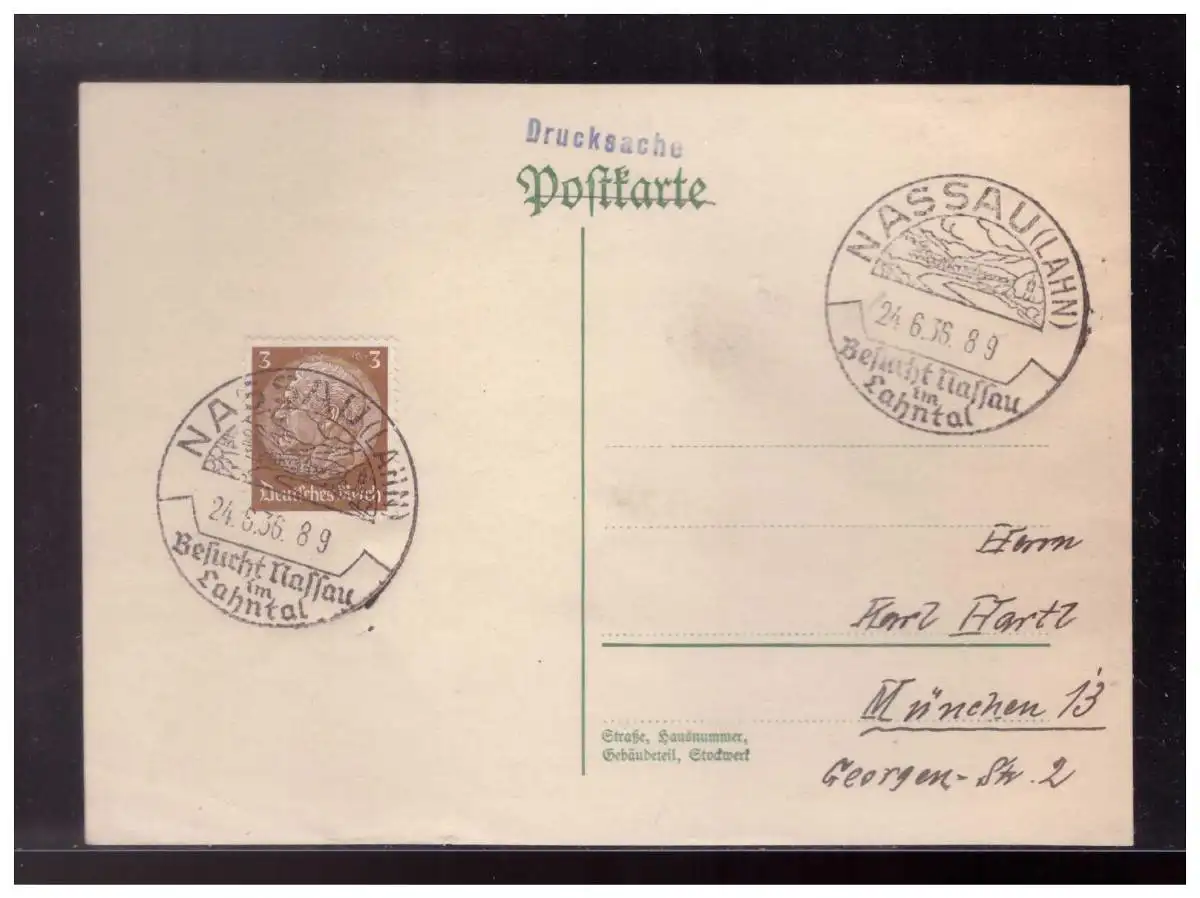 Drucksache
Postkarte
NASSAU (LAHN)
24.6.36. 8 9
Besucht Nassau
im
Lahntal
3 3
Deutsches Reich
NASSAU (LAHN)
24.6.36. 8 9
Besucht Nassau
im
Lahntal
Herrn
Karl Hartl
München 13
Straße, Hausnummer,
Gebäudeteil, Stockwerk
Georgen-Str. 2